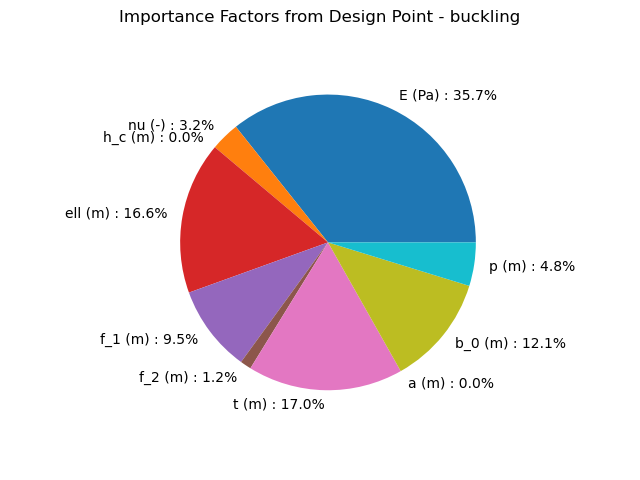 Importance Factors from Design Point - buckling
E (Pa) : 35.7%
nu (-) : 3.2%
h_c (m) : 0.0%
ell (m) : 16.6%
f_1 (m) : 9.5%
f_2 (m) : 1.2%
t (m) : 17.0%
a (m) : 0.0%
b_0 (m) : 12.1%
p (m) : 4.8%